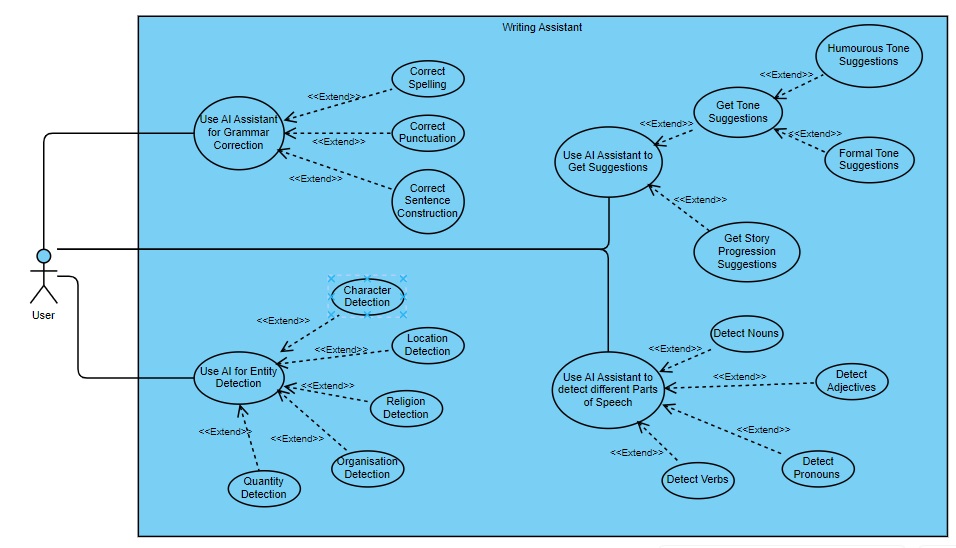 Writing Assistant
Use AI Assistant
for Grammar
Correction
<<Extend>>
Correct
Spelling
<<Extend>>
Correct
Punctuation
<<Extend>>
Correct
Sentence
Construction
Use AI Assistant to
Get Suggestions
<<Extend>>
Get Tone
Suggestions
<<Extend>>
Humourous Tone
Suggestions
<<Extend>>
Formal Tone
Suggestions
<<Extend>>
Get Story
Progression
Suggestions
User
Use AI for Entity
Detection
<<Extend>>
Character
Detection
<<Extend>>
Location
Detection
<<Extend>>
Religion
Detection
<<Extend>>
Organisation
Detection
<<Extend>>
Quantity
Detection
Use AI Assistant to
detect different Parts
of Speech
<<Extend>>
Detect Nouns
<<Extend>>
Detect
Adjectives
<<Extend>>
Detect
Pronouns
<<Extend>>
Detect Verbs